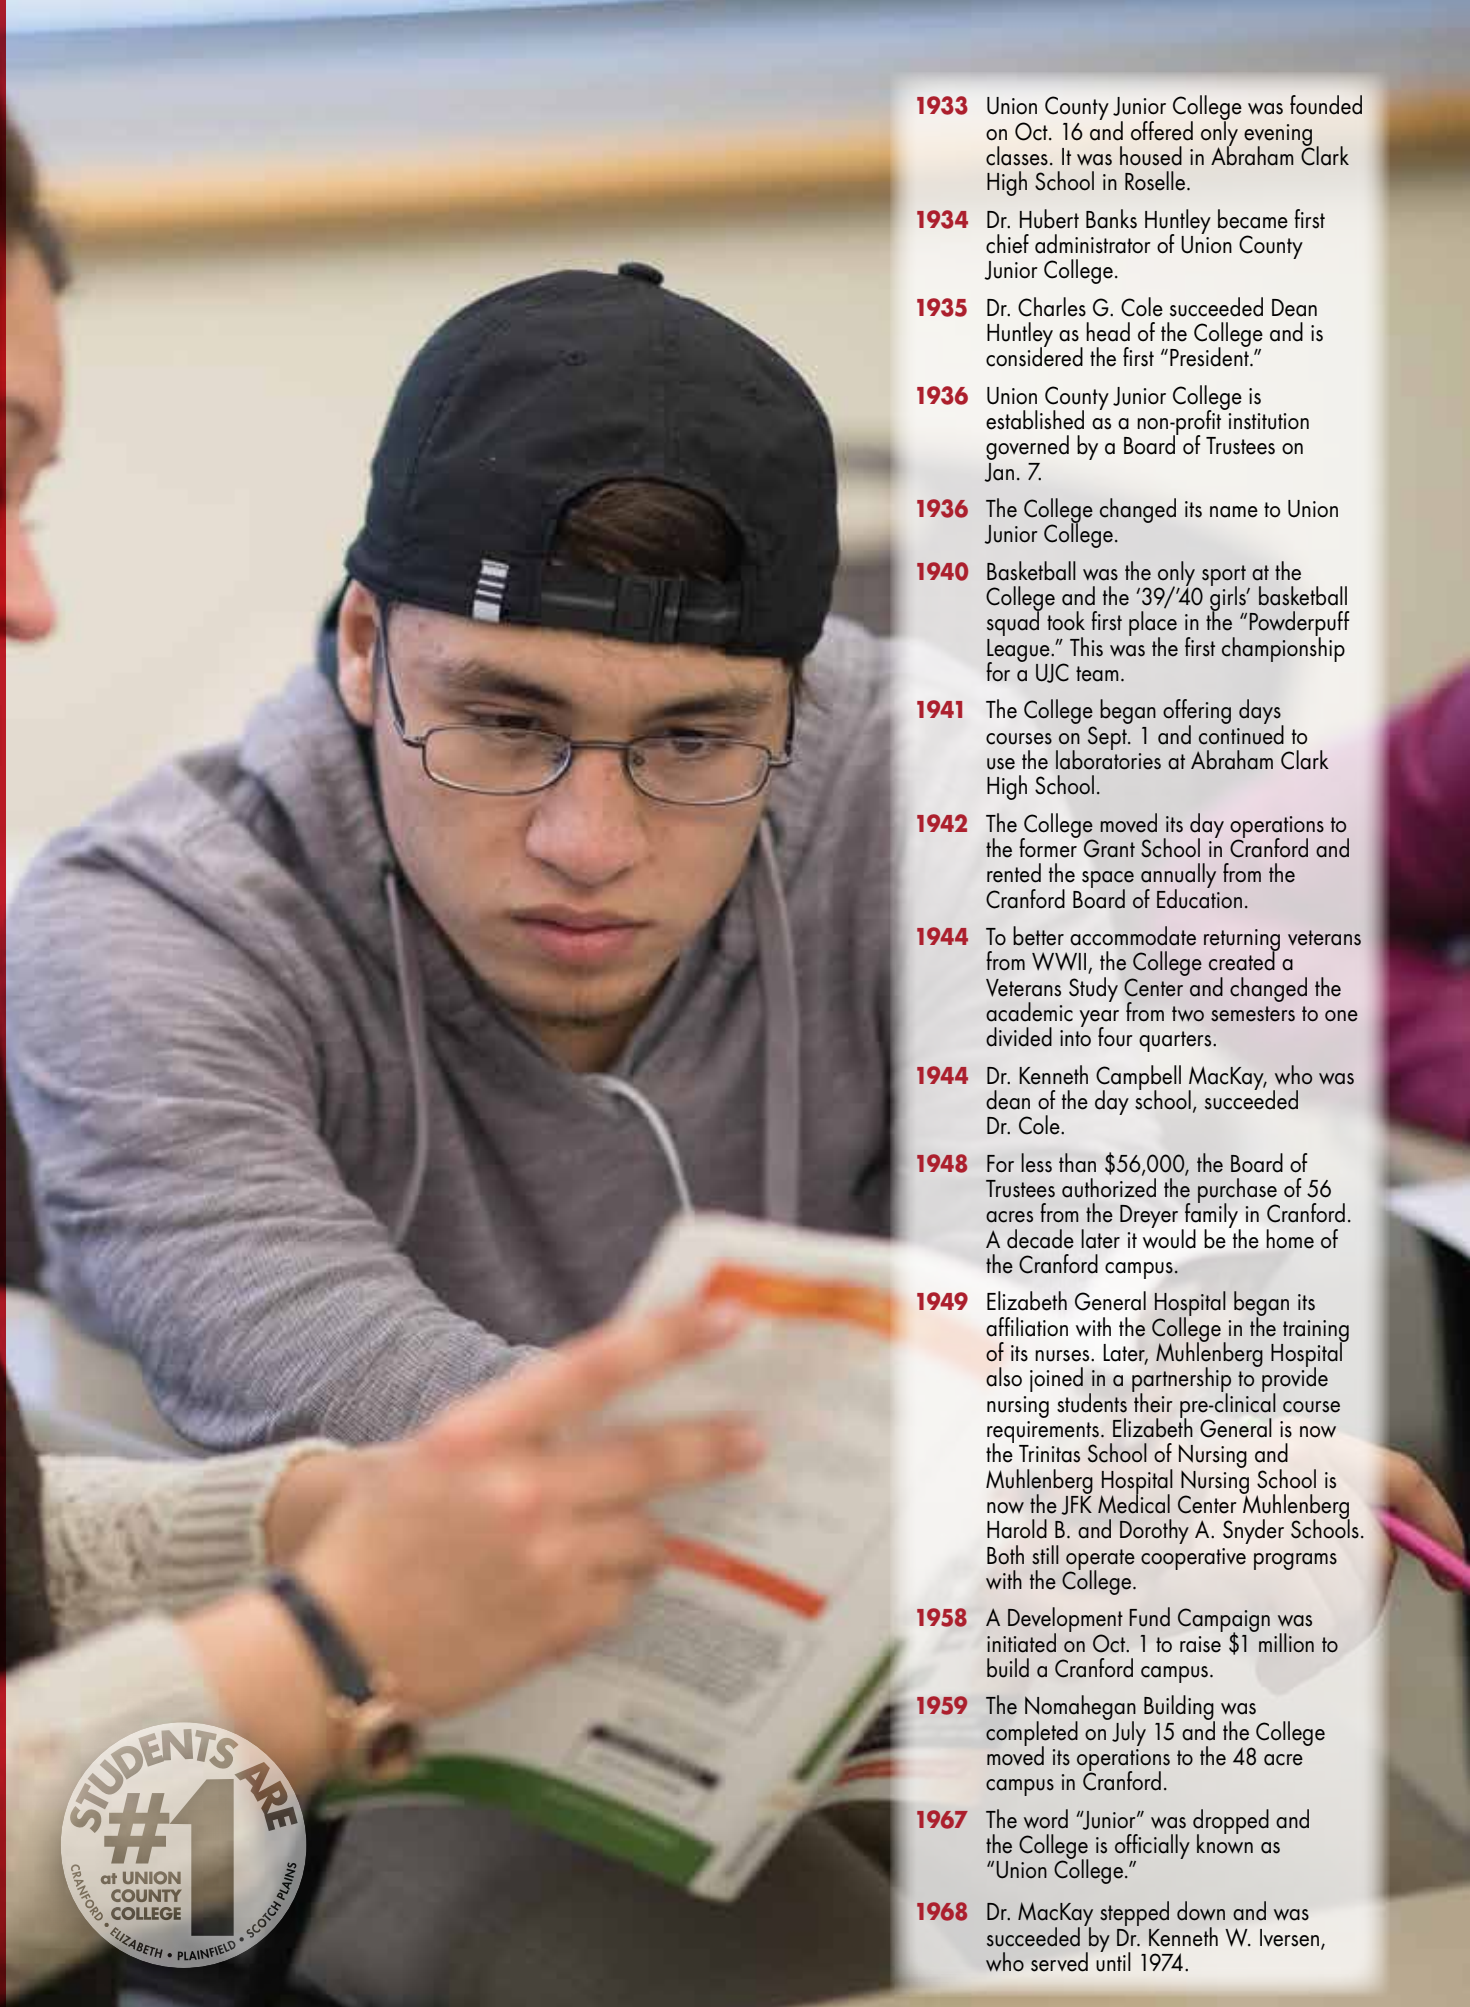 1933 Union County Junior College was founded
on Oct. 16 and offered only evening
classes. It was housed in Abraham Clark
High School in Roselle.
1934 Dr. Hubert Banks Huntley became first
chief administrator of Union County
Junior College.
1935 Dr. Charles G. Cole succeeded Dean
Huntley as head of the College and is
considered the first “President.”
1936 Union County Junior College is
established as a non-profit institution
governed by a Board of Trustees on
Jan. 7.
1936 The College changed its name to Union
Junior College.
1940 Basketball was the only sport at the
College and the ‘39/’40 girls’ basketball
squad took first place in the “Powderpuff
League.” This was the first championship
for a UJC team.
1941 The College began offering days
courses on Sept. 1 and continued to
use the laboratories at Abraham Clark
High School.
1942 The College moved its day operations to
the former Grant School in Cranford and
rented the space annually from the
Cranford Board of Education.
1944 To better accommodate returning veterans
from WWII, the College created a
Veterans Study Center and changed the
academic year from two semesters to one
divided into four quarters.
1944 Dr. Kenneth Campbell MacKay, who was
dean of the day school, succeeded
Dr. Cole.
1948 For less than $56,000, the Board of
Trustees authorized the purchase of 56
acres from the Dreyer family in Cranford.
A decade later it would be the home of
the Cranford campus.
1949 Elizabeth General Hospital began its
affiliation with the College in the training
of its nurses. Later, Muhlenberg Hospital
also joined in a partnership to provide
nursing students their pre-clinical course
requirements. Elizabeth General is now
the Trinitas School of Nursing and
Muhlenberg Hospital Nursing School is
now the JFK Medical Center Muhlenberg
Harold B. and Dorothy A. Snyder Schools.
Both still operate cooperative programs
with the College.
1958 A Development Fund Campaign was
initiated on Oct. 1 to raise $1 million to
build a Cranford campus.
1959 The Nomahegan Building was
completed on July 15 and the College
moved its operations to the 48 acre
campus in Cranford.
1967 The word “Junior” was dropped and
the College is officially known as
“Union College.”
1968 Dr. MacKay stepped down and was
succeeded by Dr. Kenneth W. Iversen,
who served until 1974.
STUDENTS ARE
#1
at UNION
COUNTY
COLLEGE
CRANFORD • ELIZABETH • PLAINFIELD • SCOTCH PLAINS